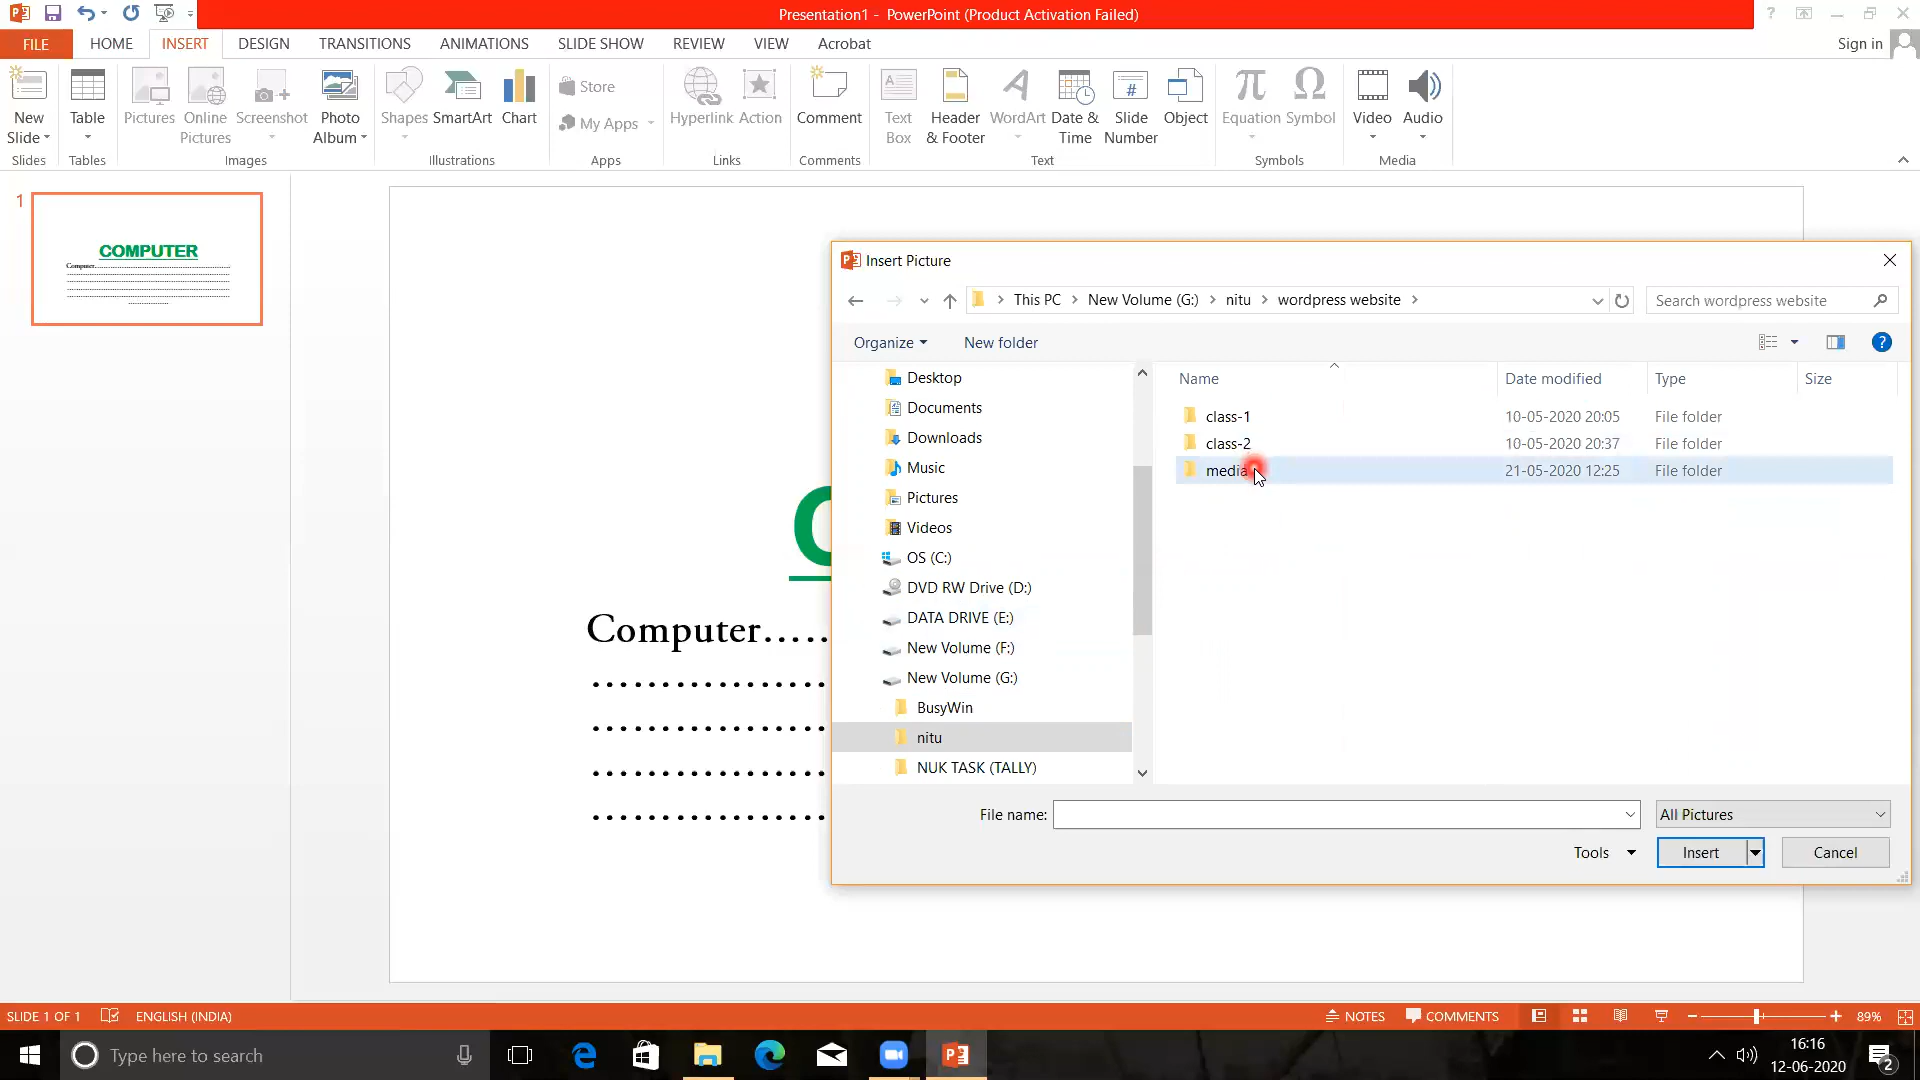 Presentation1 - PowerPoint (Product Activation Failed)
FILE HOME INSERT DESIGN TRANSITIONS ANIMATIONS SLIDE SHOW REVIEW VIEW Acrobat Sign in
New Slide
Table
Pictures
Online Pictures
Screenshot
Photo Album
Shapes
SmartArt
Chart
Store
My Apps
Hyperlink
Action
Comment
Text Box
Header & Footer
WordArt
Date & Time
Slide Number
Object
Equation
Symbol
Video
Audio
Slides Tables Images Illustrations Apps Links Comments Text Symbols Media
1
COMPUTER
Computer
C
Computer......
Insert Picture
This PC > New Volume (G:) > nitu > wordpress website >
Search wordpress website
Organize New folder
Name Date modified Type Size
class-1 10-05-2020 20:05 File folder
class-2 10-05-2020 20:37 File folder
media 21-05-2020 12:25 File folder
Desktop
Documents
Downloads
Music
Pictures
Videos
OS (C:)
DVD RW Drive (D:)
DATA DRIVE (E:)
New Volume (F:)
New Volume (G:)
BusyWin
nitu
NUK TASK (TALLY)
File name: All Pictures
Tools Insert Cancel
SLIDE 1 OF 1 ENGLISH (INDIA) NOTES COMMENTS 89%
Type here to search
16:16
12-06-2020
2